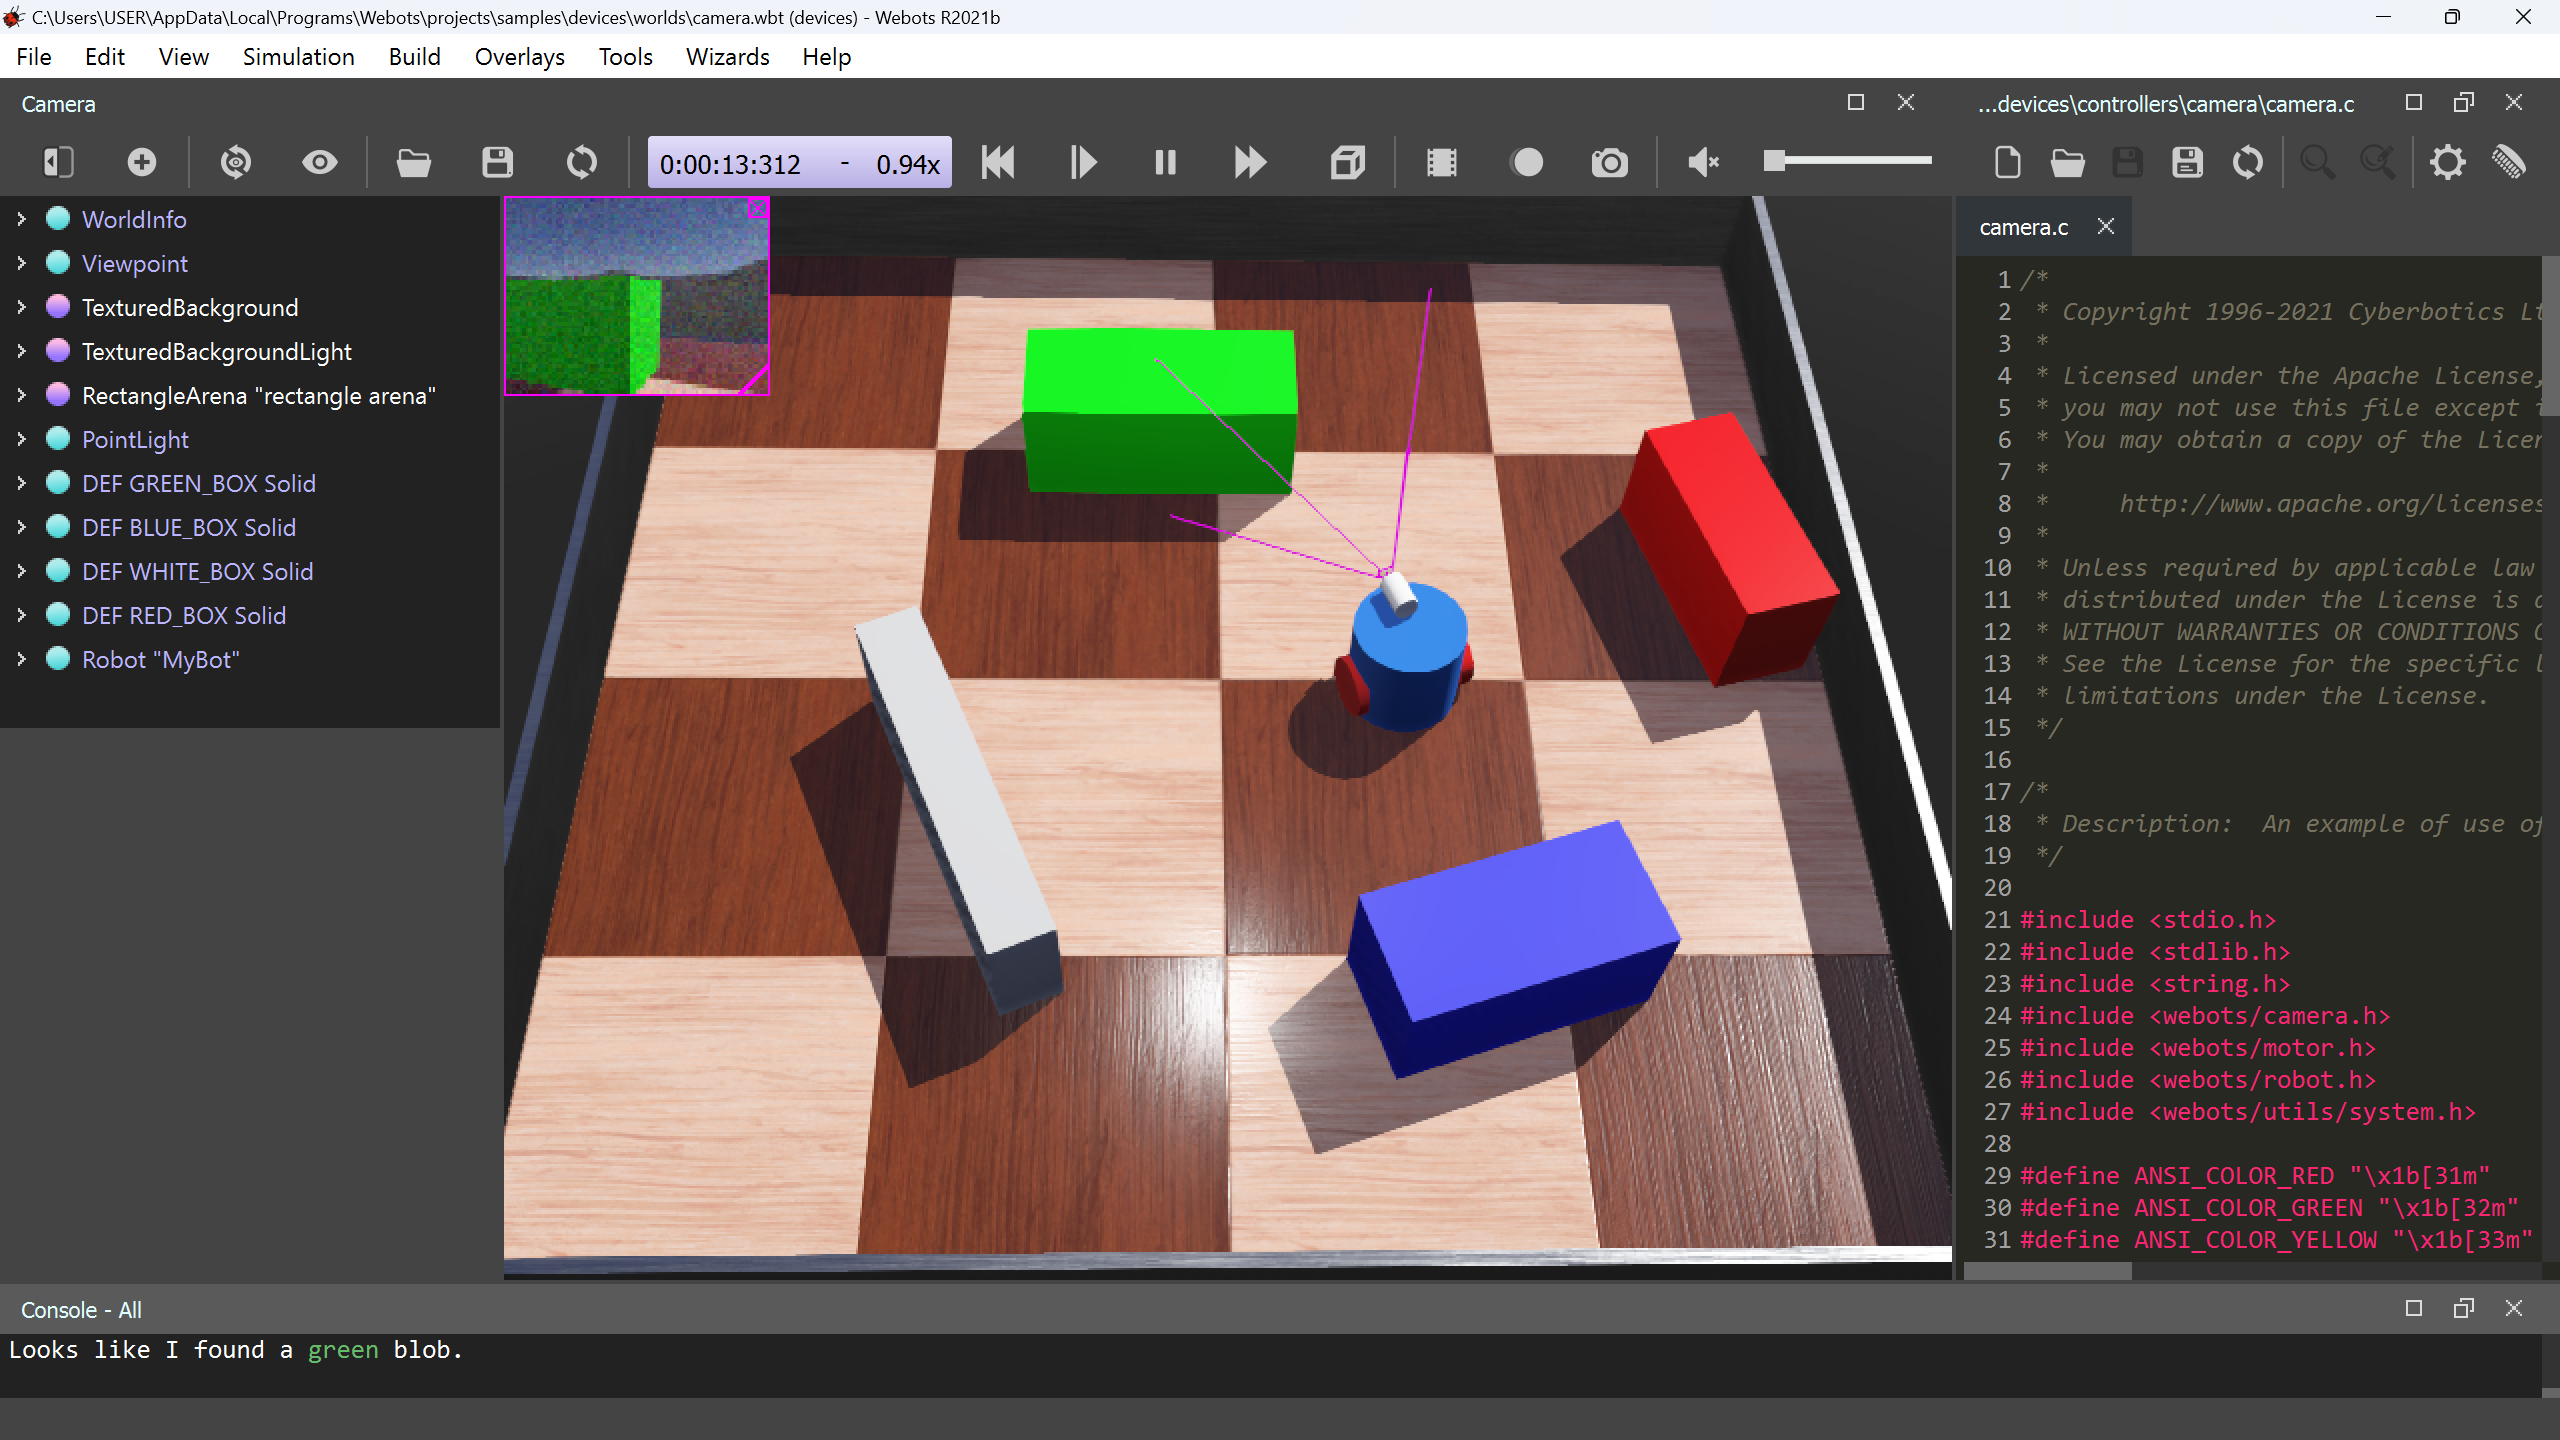 C:\Users\USER\AppData\Local\Programs\Webots\projects\samples\devices\worlds\camera.wbt (devices) - Webots R2021b
File Edit View Simulation Build Overlays Tools Wizards Help
Camera
0:00:13:312 - 0.94x
WorldInfo
Viewpoint
TexturedBackground
TexturedBackgroundLight
RectangleArena "rectangle arena"
PointLight
DEF GREEN_BOX Solid
DEF BLUE_BOX Solid
DEF WHITE_BOX Solid
DEF RED_BOX Solid
Robot "MyBot"
...devices\controllers\camera\camera.c
camera.c
1 /*
2 * Copyright 1996-2021 Cyberbotics Lt
3 *
4 * Licensed under the Apache License,
5 * you may not use this file except i
6 * You may obtain a copy of the Licen
7 *
8 * http://www.apache.org/licenses
9 *
10 * Unless required by applicable law
11 * distributed under the License is
12 * WITHOUT WARRANTIES OR CONDITIONS
13 * See the License for the specific l
14 * limitations under the License.
15 */
16
17 /*
18 * Description: An example of use of
19 */
20
21 #include <stdio.h>
22 #include <stdlib.h>
23 #include <string.h>
24 #include <webots/camera.h>
25 #include <webots/motor.h>
26 #include <webots/robot.h>
27 #include <webots/utils/system.h>
28
29 #define ANSI_COLOR_RED "\x1b[31m"
30 #define ANSI_COLOR_GREEN "\x1b[32m"
31 #define ANSI_COLOR_YELLOW "\x1b[33m"
Console - All
Looks like I found a green blob.